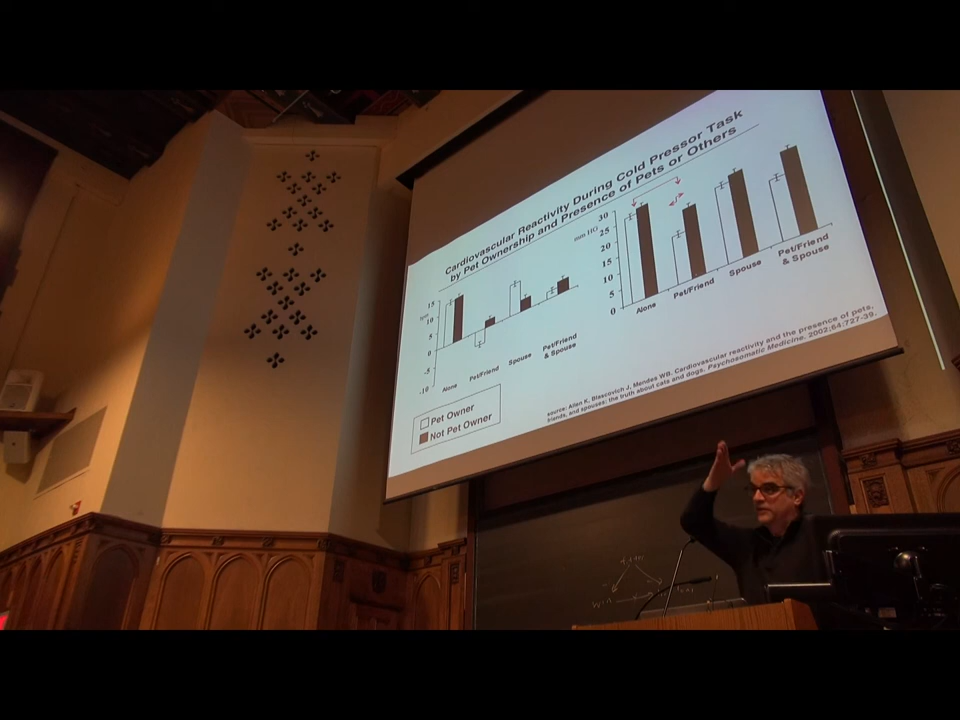 Cardiovascular Reactivity During Cold Pressor Task
by Pet Ownership and Presence of Pets or Others
15
10
5
0
-5
-10
Alone
Pet/Friend
Spouse
Pet/Friend
& Spouse
mm HG
30
25
20
15
10
5
0
Alone
Pet/Friend
Spouse
Pet/Friend
& Spouse
Pet Owner
Not Pet Owner
source: Allen K, Blascovich J, Mendes WB. Cardiovascular reactivity and the presence of pets,
friends, and spouses: the truth about cats and dogs. Psychosomatic Medicine. 2002;64:727-39.